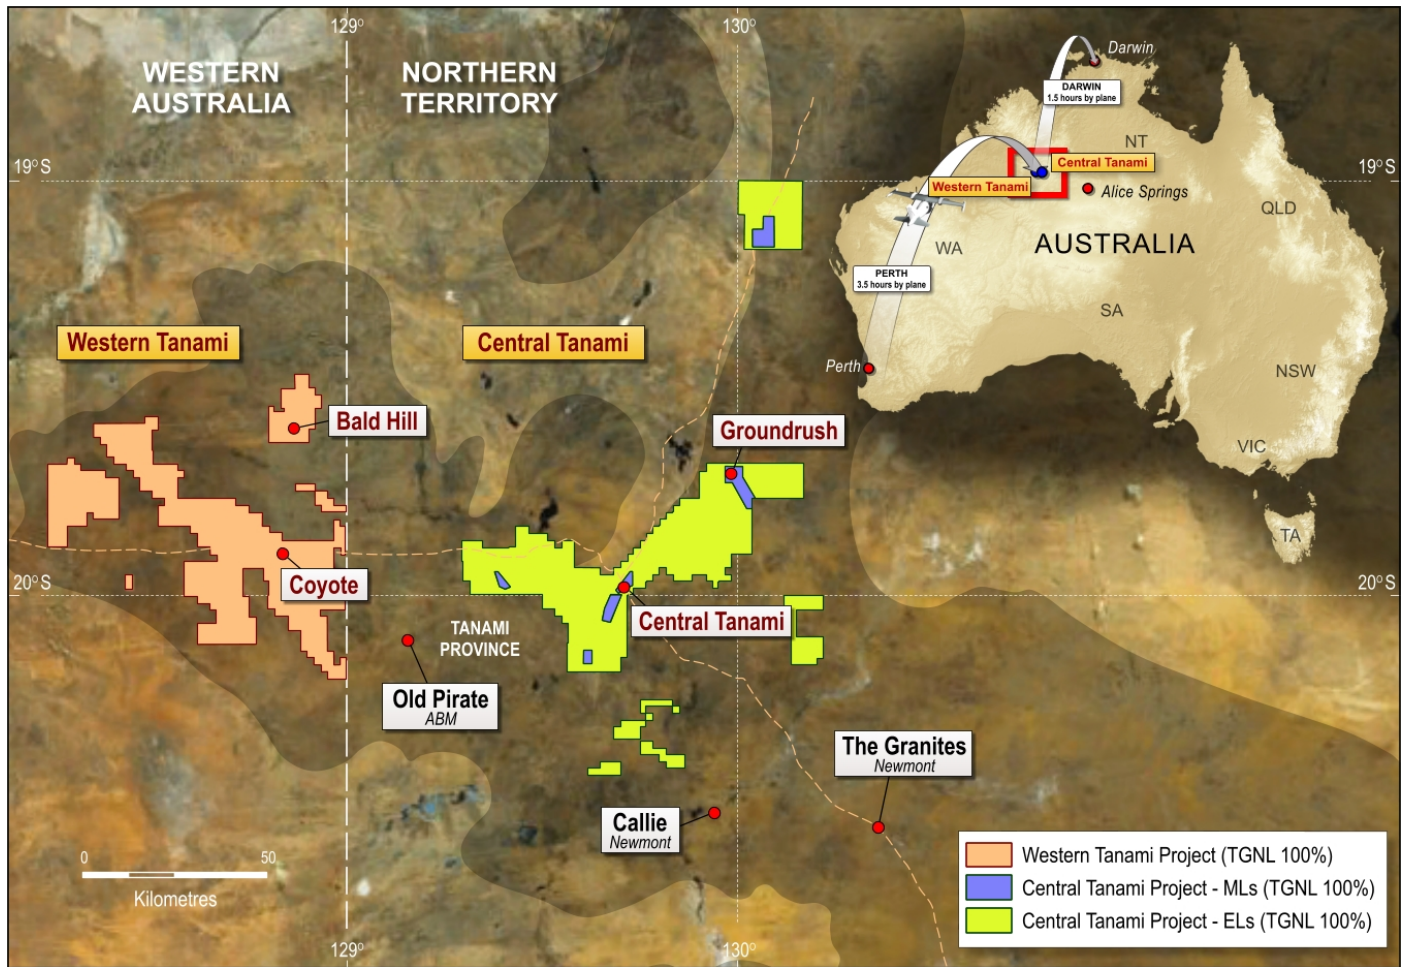 129°
130°
WESTERN
AUSTRALIA
NORTHERN
TERRITORY
19° S
19° S
Darwin
DARWIN
1.5 hours by plane
NT
Central Tanami
Western Tanami
Alice Springs
QLD
WA
AUSTRALIA
PERTH
3.5 hours by plane
SA
Perth
NSW
VIC
TA
Western Tanami
Central Tanami
Bald Hill
Groundrush
Coyote
20° S
20° S
Central Tanami
TANAMI
PROVINCE
Old Pirate
ABM
The Granites
Newmont
Callie
Newmont
0 50
Kilometres
Western Tanami Project (TGNL 100%)
Central Tanami Project - MLs (TGNL 100%)
Central Tanami Project - ELs (TGNL 100%)
129°
130°